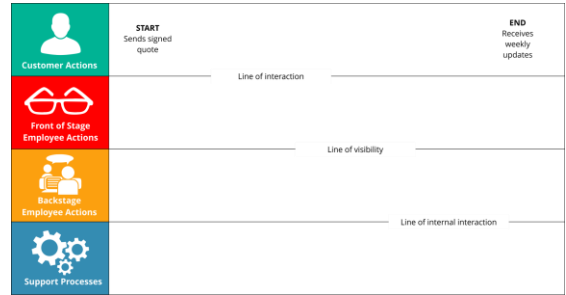 START
Sends signed
quote
END
Receives
weekly
updates
Customer Actions
Line of interaction
Front of Stage
Employee Actions
Line of visibility
Backstage
Employee Actions
Line of internal interaction
Support Processes